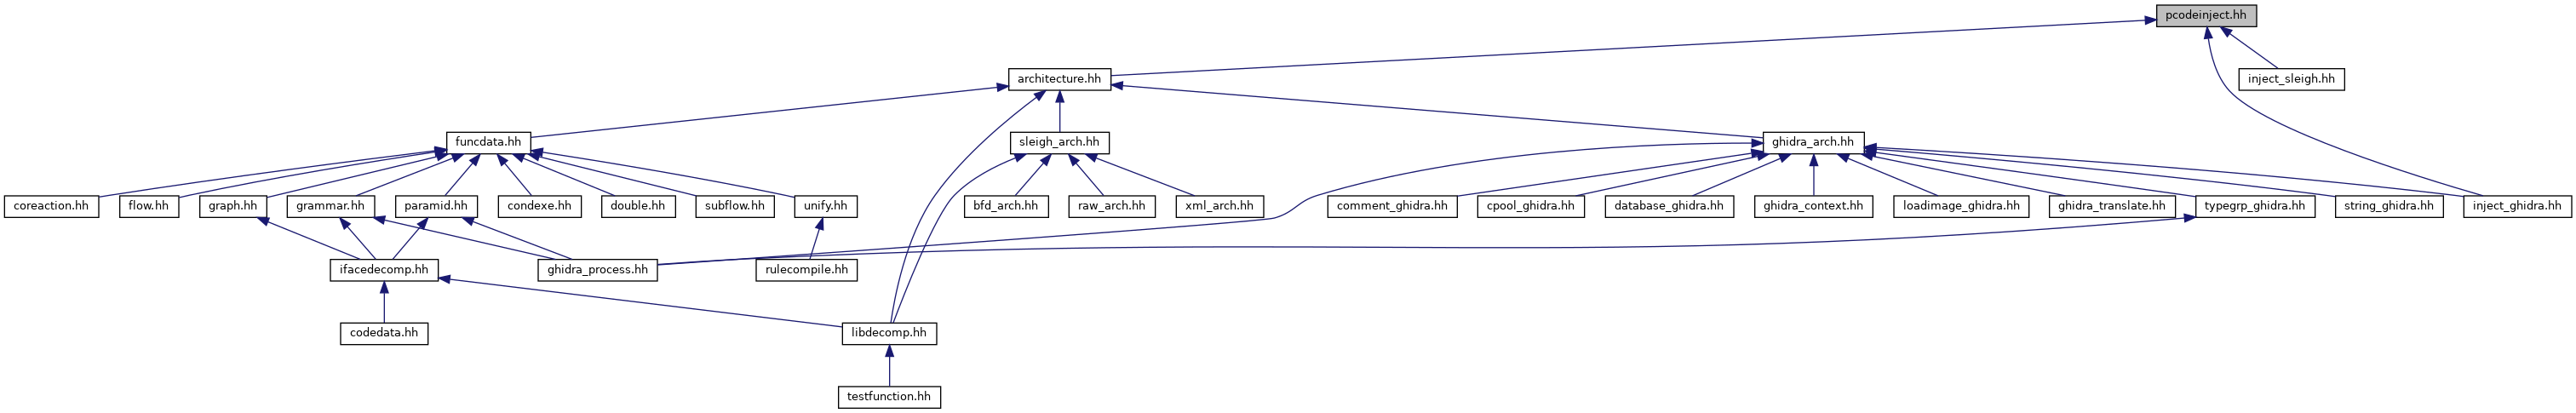 pcodeinject.hh
architecture.hh
inject_sleigh.hh
funcdata.hh
sleigh_arch.hh
ghidra_arch.hh
coreaction.hh
flow.hh
graph.hh
grammar.hh
paramid.hh
condexe.hh
double.hh
subflow.hh
unify.hh
bfd_arch.hh
raw_arch.hh
xml_arch.hh
comment_ghidra.hh
cpool_ghidra.hh
database_ghidra.hh
ghidra_context.hh
loadimage_ghidra.hh
ghidra_translate.hh
typegrp_ghidra.hh
string_ghidra.hh
inject_ghidra.hh
ifacedecomp.hh
ghidra_process.hh
rulecompile.hh
codedata.hh
libdecomp.hh
testfunction.hh